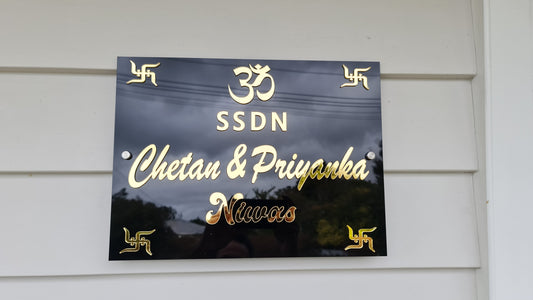 ॐ
SSDN
Chetan & Priyanka
Niwas